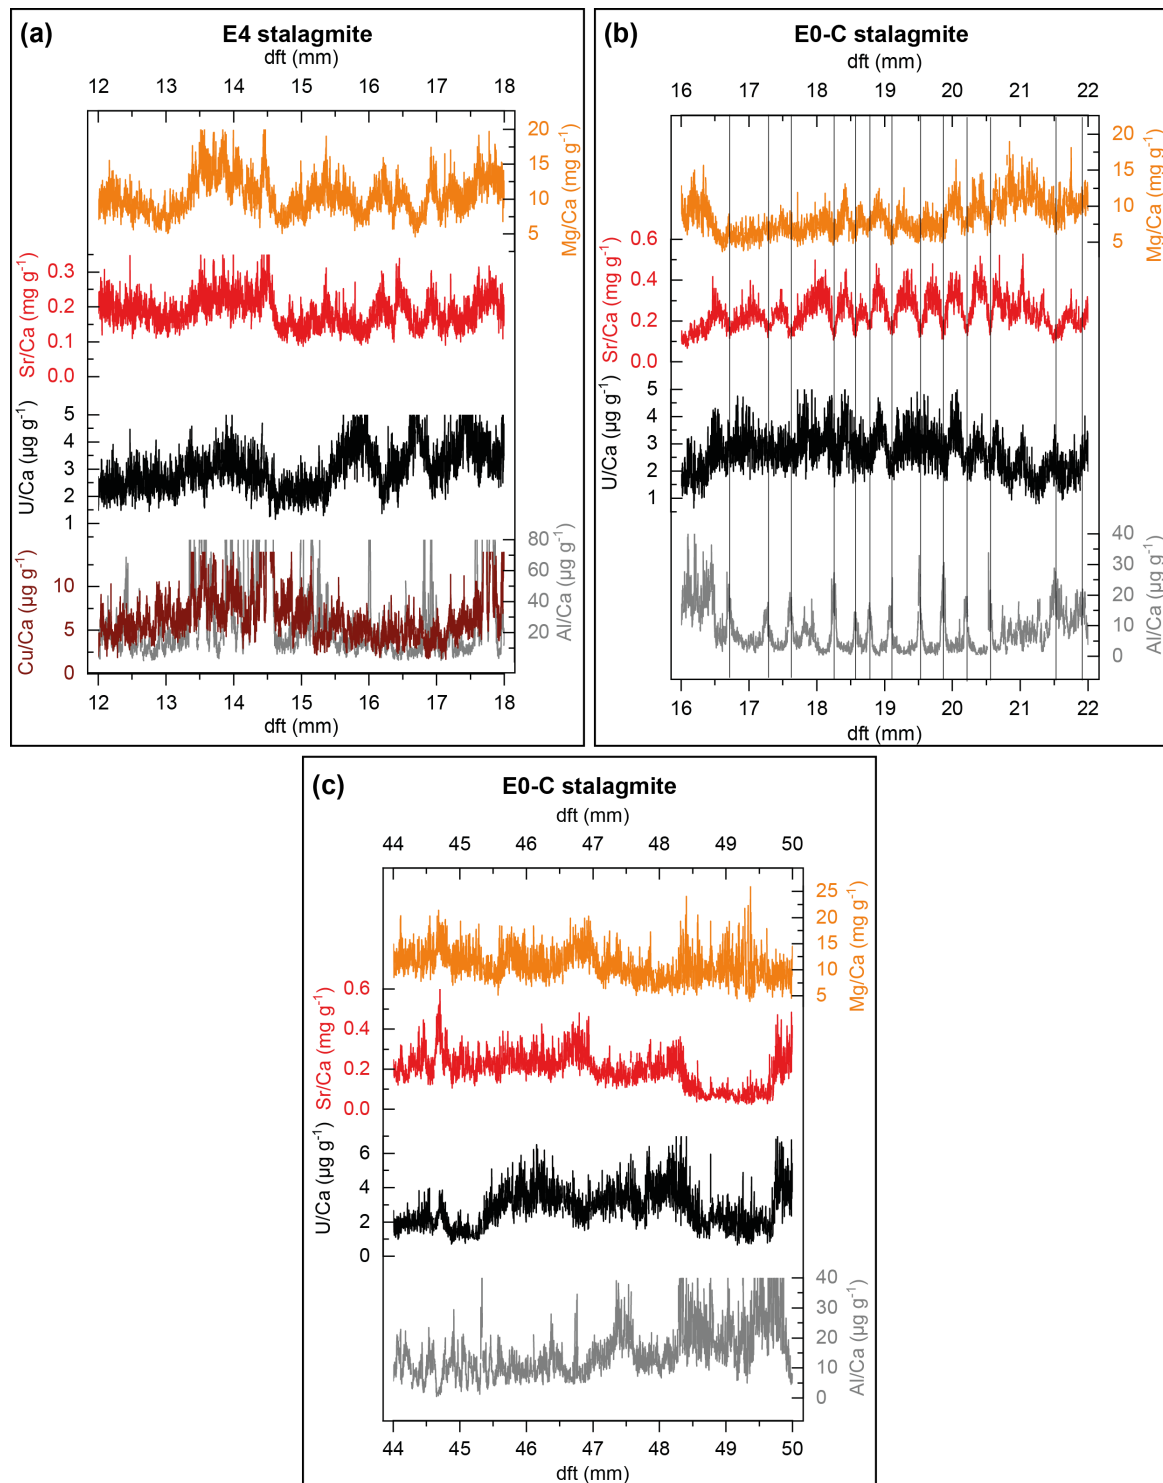 (a) E4 stalagmite
dft (mm)
12 13 14 15 16 17 18
20
15
10
5
Mg/Ca (mg g-1)
0.3
0.2
0.1
0.0
Sr/Ca (mg g-1)
5
4
3
2
1
U/Ca (µg g-1)
80
60
40
20
Al/Ca (µg g-1)
10
5
0
Cu/Ca (µg g-1)
12 13 14 15 16 17 18
dft (mm)
(b) E0-C stalagmite
dft (mm)
16 17 18 19 20 21 22
20
15
10
5
Mg/Ca (mg g-1)
0.6
0.4
0.2
0.0
Sr/Ca (mg g-1)
5
4
3
2
1
U/Ca (µg g-1)
40
30
20
10
0
Al/Ca (µg g-1)
16 17 18 19 20 21 22
dft (mm)
(c) E0-C stalagmite
dft (mm)
44 45 46 47 48 49 50
25
20
15
10
5
Mg/Ca (mg g-1)
0.6
0.4
0.2
0.0
Sr/Ca (mg g-1)
6
4
2
0
U/Ca (µg g-1)
40
30
20
10
0
Al/Ca (µg g-1)
44 45 46 47 48 49 50
dft (mm)